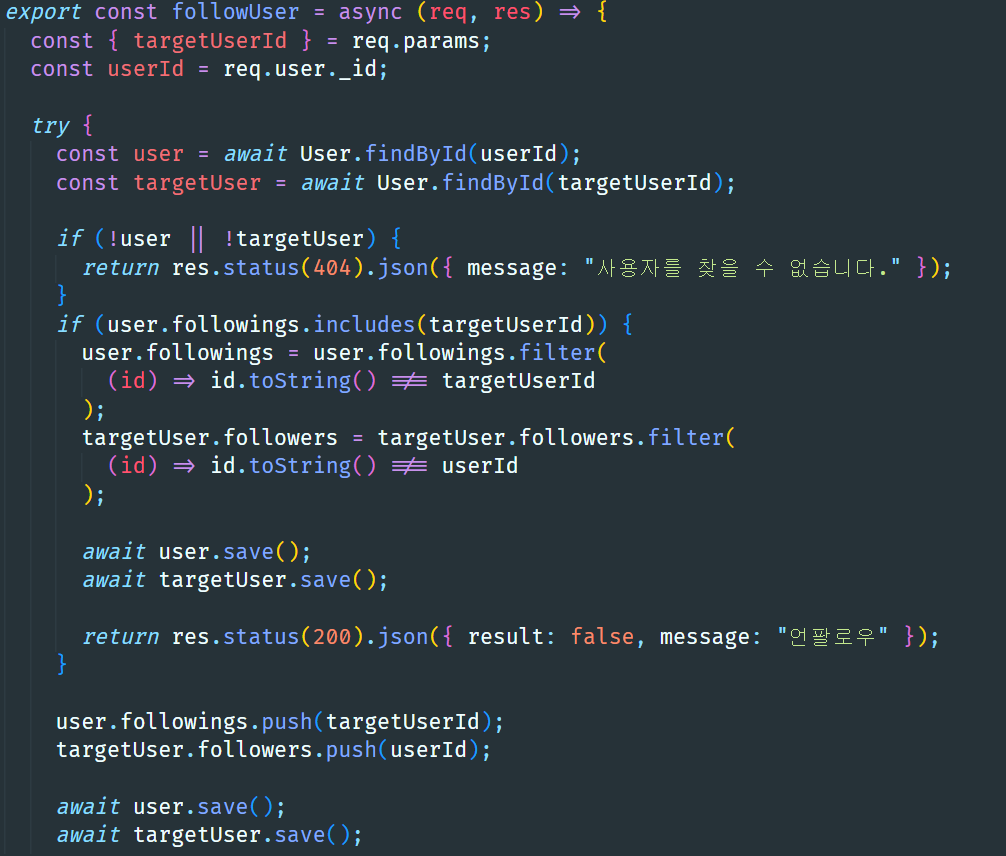 export const followUser = async (req, res) => {
const { targetUserId } = req.params;
const userId = req.user._id;
try {
const user = await User.findById(userId);
const targetUser = await User.findById(targetUserId);
if (!user || !targetUser) {
return res.status(404).json({ message: "사용자를 찾을 수 없습니다." });
}
if (user.followings.includes(targetUserId)) {
user.followings = user.followings.filter(
(id) => id.toString() !== targetUserId
);
targetUser.followers = targetUser.followers.filter(
(id) => id.toString() !== userId
);
await user.save();
await targetUser.save();
return res.status(200).json({ result: false, message: "언팔로우" });
}
user.followings.push(targetUserId);
targetUser.followers.push(userId);
await user.save();
await targetUser.save();